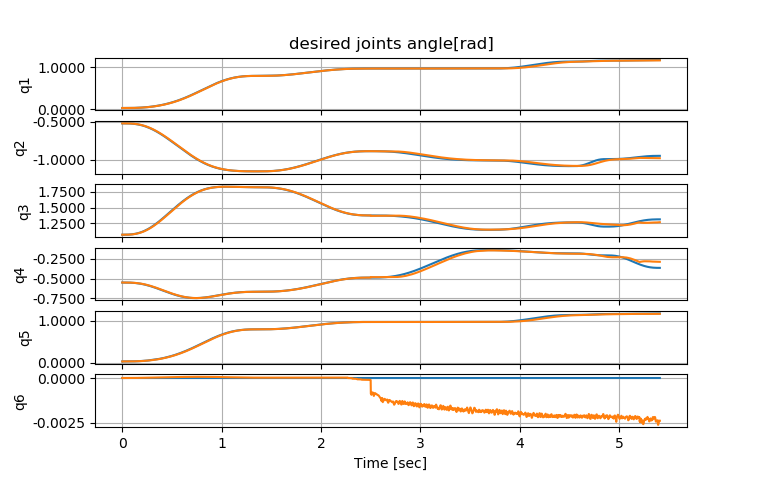 desired joints angle[rad]
1.0000
q1
0.0000
-0.5000
q2
-1.0000
1.7500
1.5000
q3
1.2500
-0.2500
q4
-0.5000
-0.7500
1.0000
q5
0.0000
0.0000
q6
-0.0025
0 1 2 3 4 5
Time [sec]